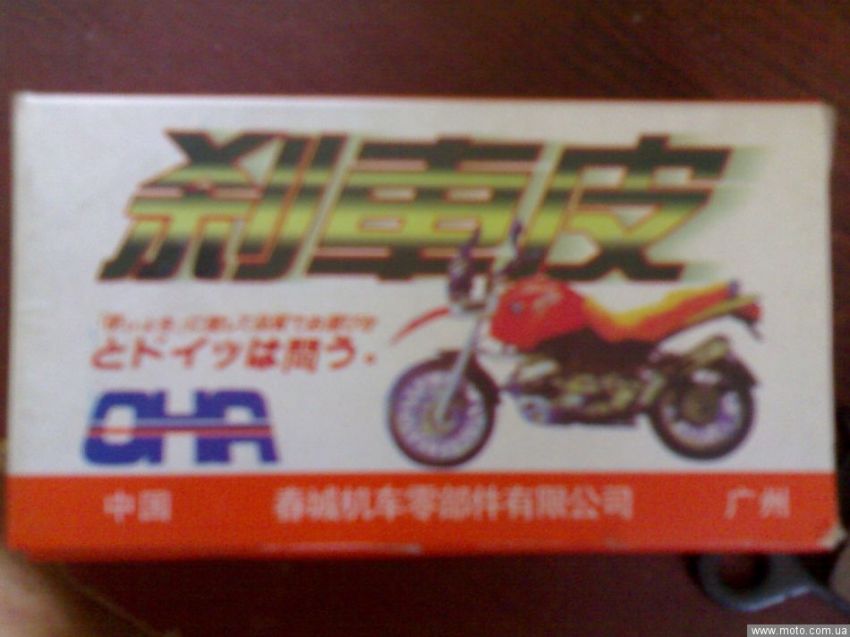 刹車皮
とドイツは問う。
OHA
中国 春城机车零部件有限公司 广州
www.moto.com.ua